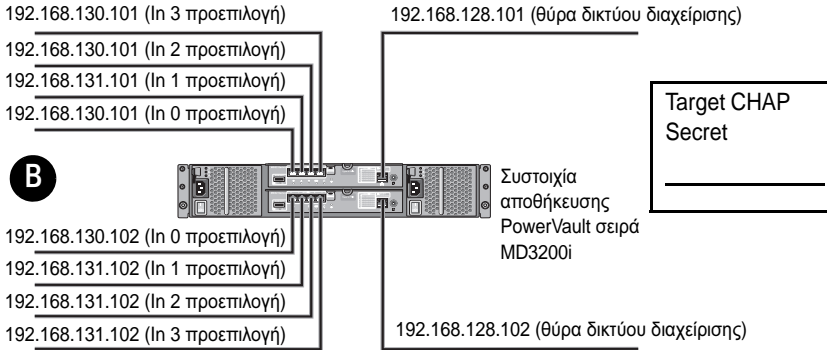 192.168.130.101 (In 3 προεπιλογή)
192.168.128.101 (θύρα δικτύου διαχείρισης)
192.168.130.101 (In 2 προεπιλογή)
192.168.131.101 (In 1 προεπιλογή)
192.168.130.101 (In 0 προεπιλογή)
Target CHAP
Secret
B
Συστοιχία
αποθήκευσης
PowerVault σειρά
MD3200i
192.168.130.102 (In 0 προεπιλογή)
192.168.131.102 (In 1 προεπιλογή)
192.168.131.102 (In 2 προεπιλογή)
192.168.131.102 (In 3 προεπιλογή)
192.168.128.102 (θύρα δικτύου διαχείρισης)